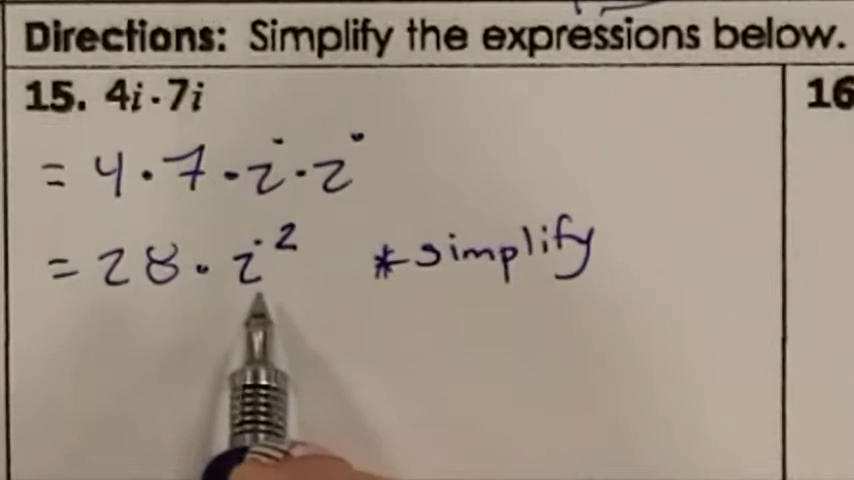 Directions: Simplify the expressions below.
15. 4i·7i
16
= 4·7·i·i
= 28·i² *simplify